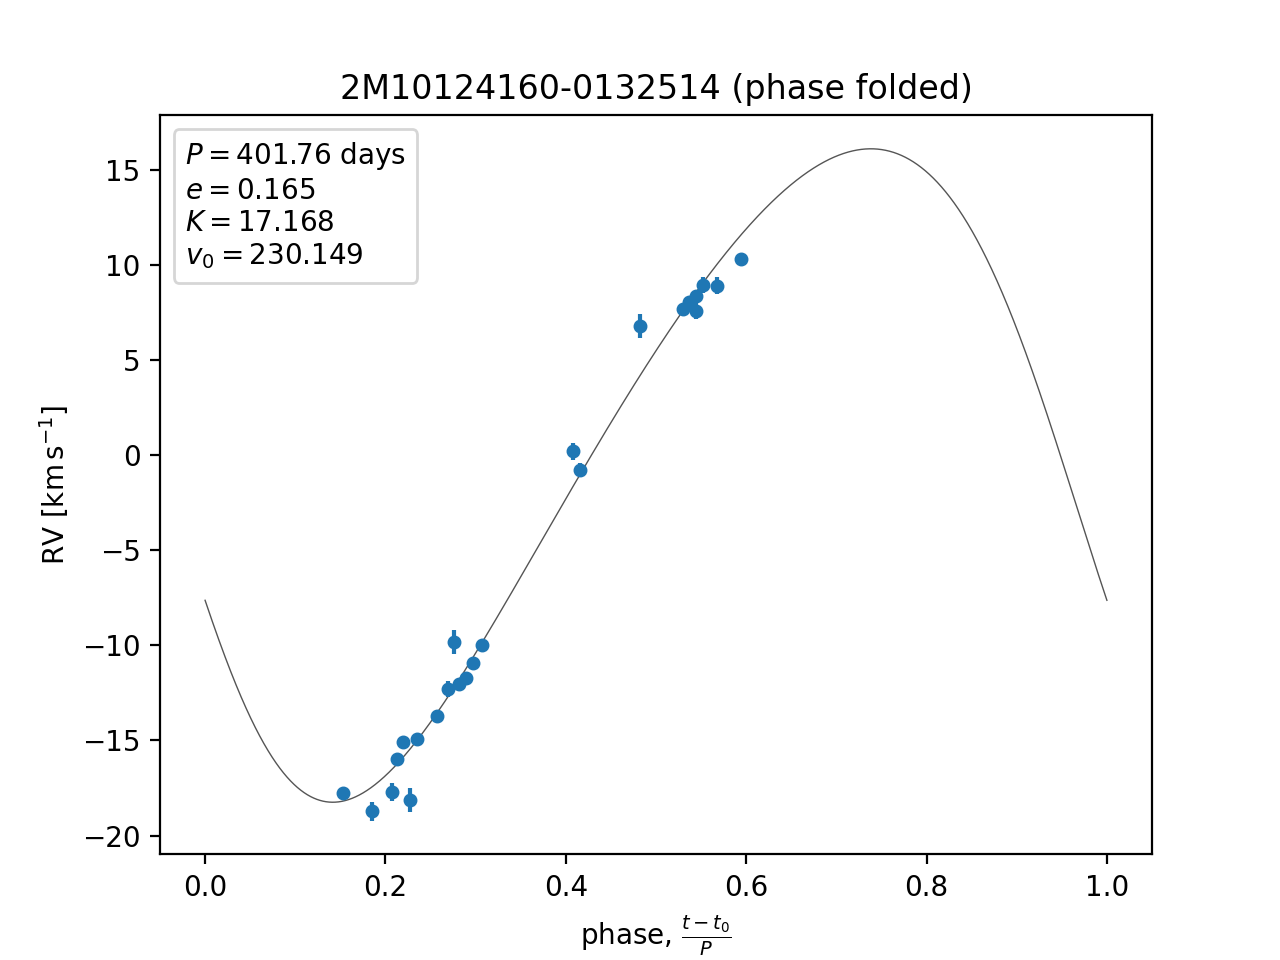 2M10124160-0132514 (phase folded)
P = 401.76 days
e = 0.165
K = 17.168
v₀ = 230.149
RV [km s⁻¹]
15
10
5
0
−5
−10
−15
−20
0.0 0.2 0.4 0.6 0.8 1.0
phase, (t − t₀)/P